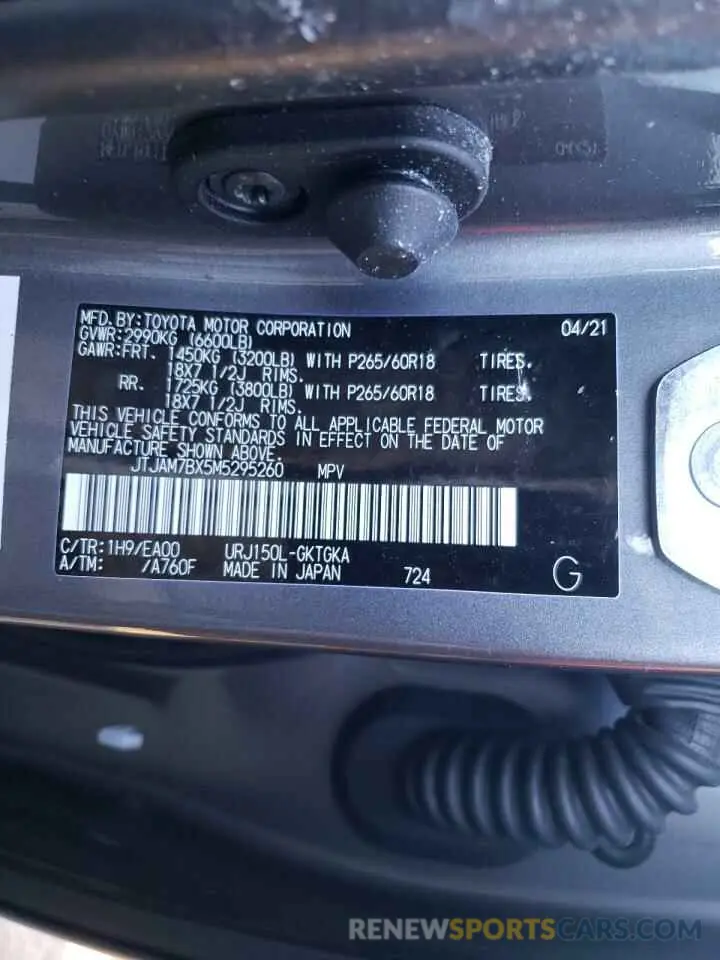 MFD. BY:TOYOTA MOTOR CORPORATION 04/21
GVWR:2990KG (6600LB)
GAWR:FRT. 1450KG (3200LB) WITH P265/60R18 TIRES.
18X7 1/2J RIMS.
RR. 1725KG (3800LB) WITH P265/60R18 TIRES.
18X7 1/2J RIMS.
THIS VEHICLE CONFORMS TO ALL APPLICABLE FEDERAL MOTOR
VEHICLE SAFETY STANDARDS IN EFFECT ON THE DATE OF
MANUFACTURE SHOWN ABOVE.
JTJAM7BX5M5295260 MPV
C/TR:1H9/EA00 URJ150L-GKTGKA
A/TM: /A760F MADE IN JAPAN 724 G
RENEWSPORTSCARS.COM